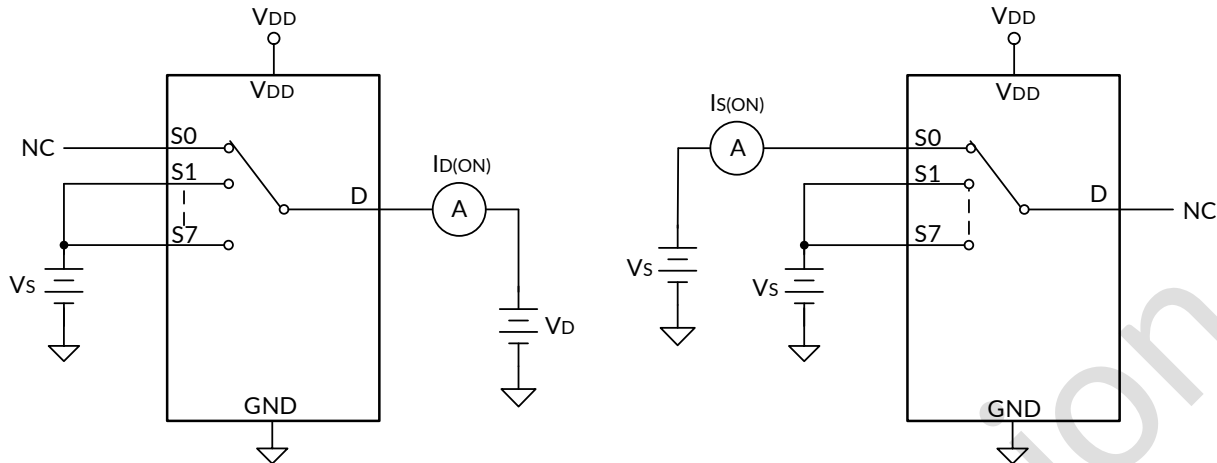 VDD
VDD
S0
NC
S1
S7
VS
D
ID(ON)
A
VD
GND
VDD
VDD
IS(ON)
A
S0
S1
S7
VS
VS
D
NC
GND
ion